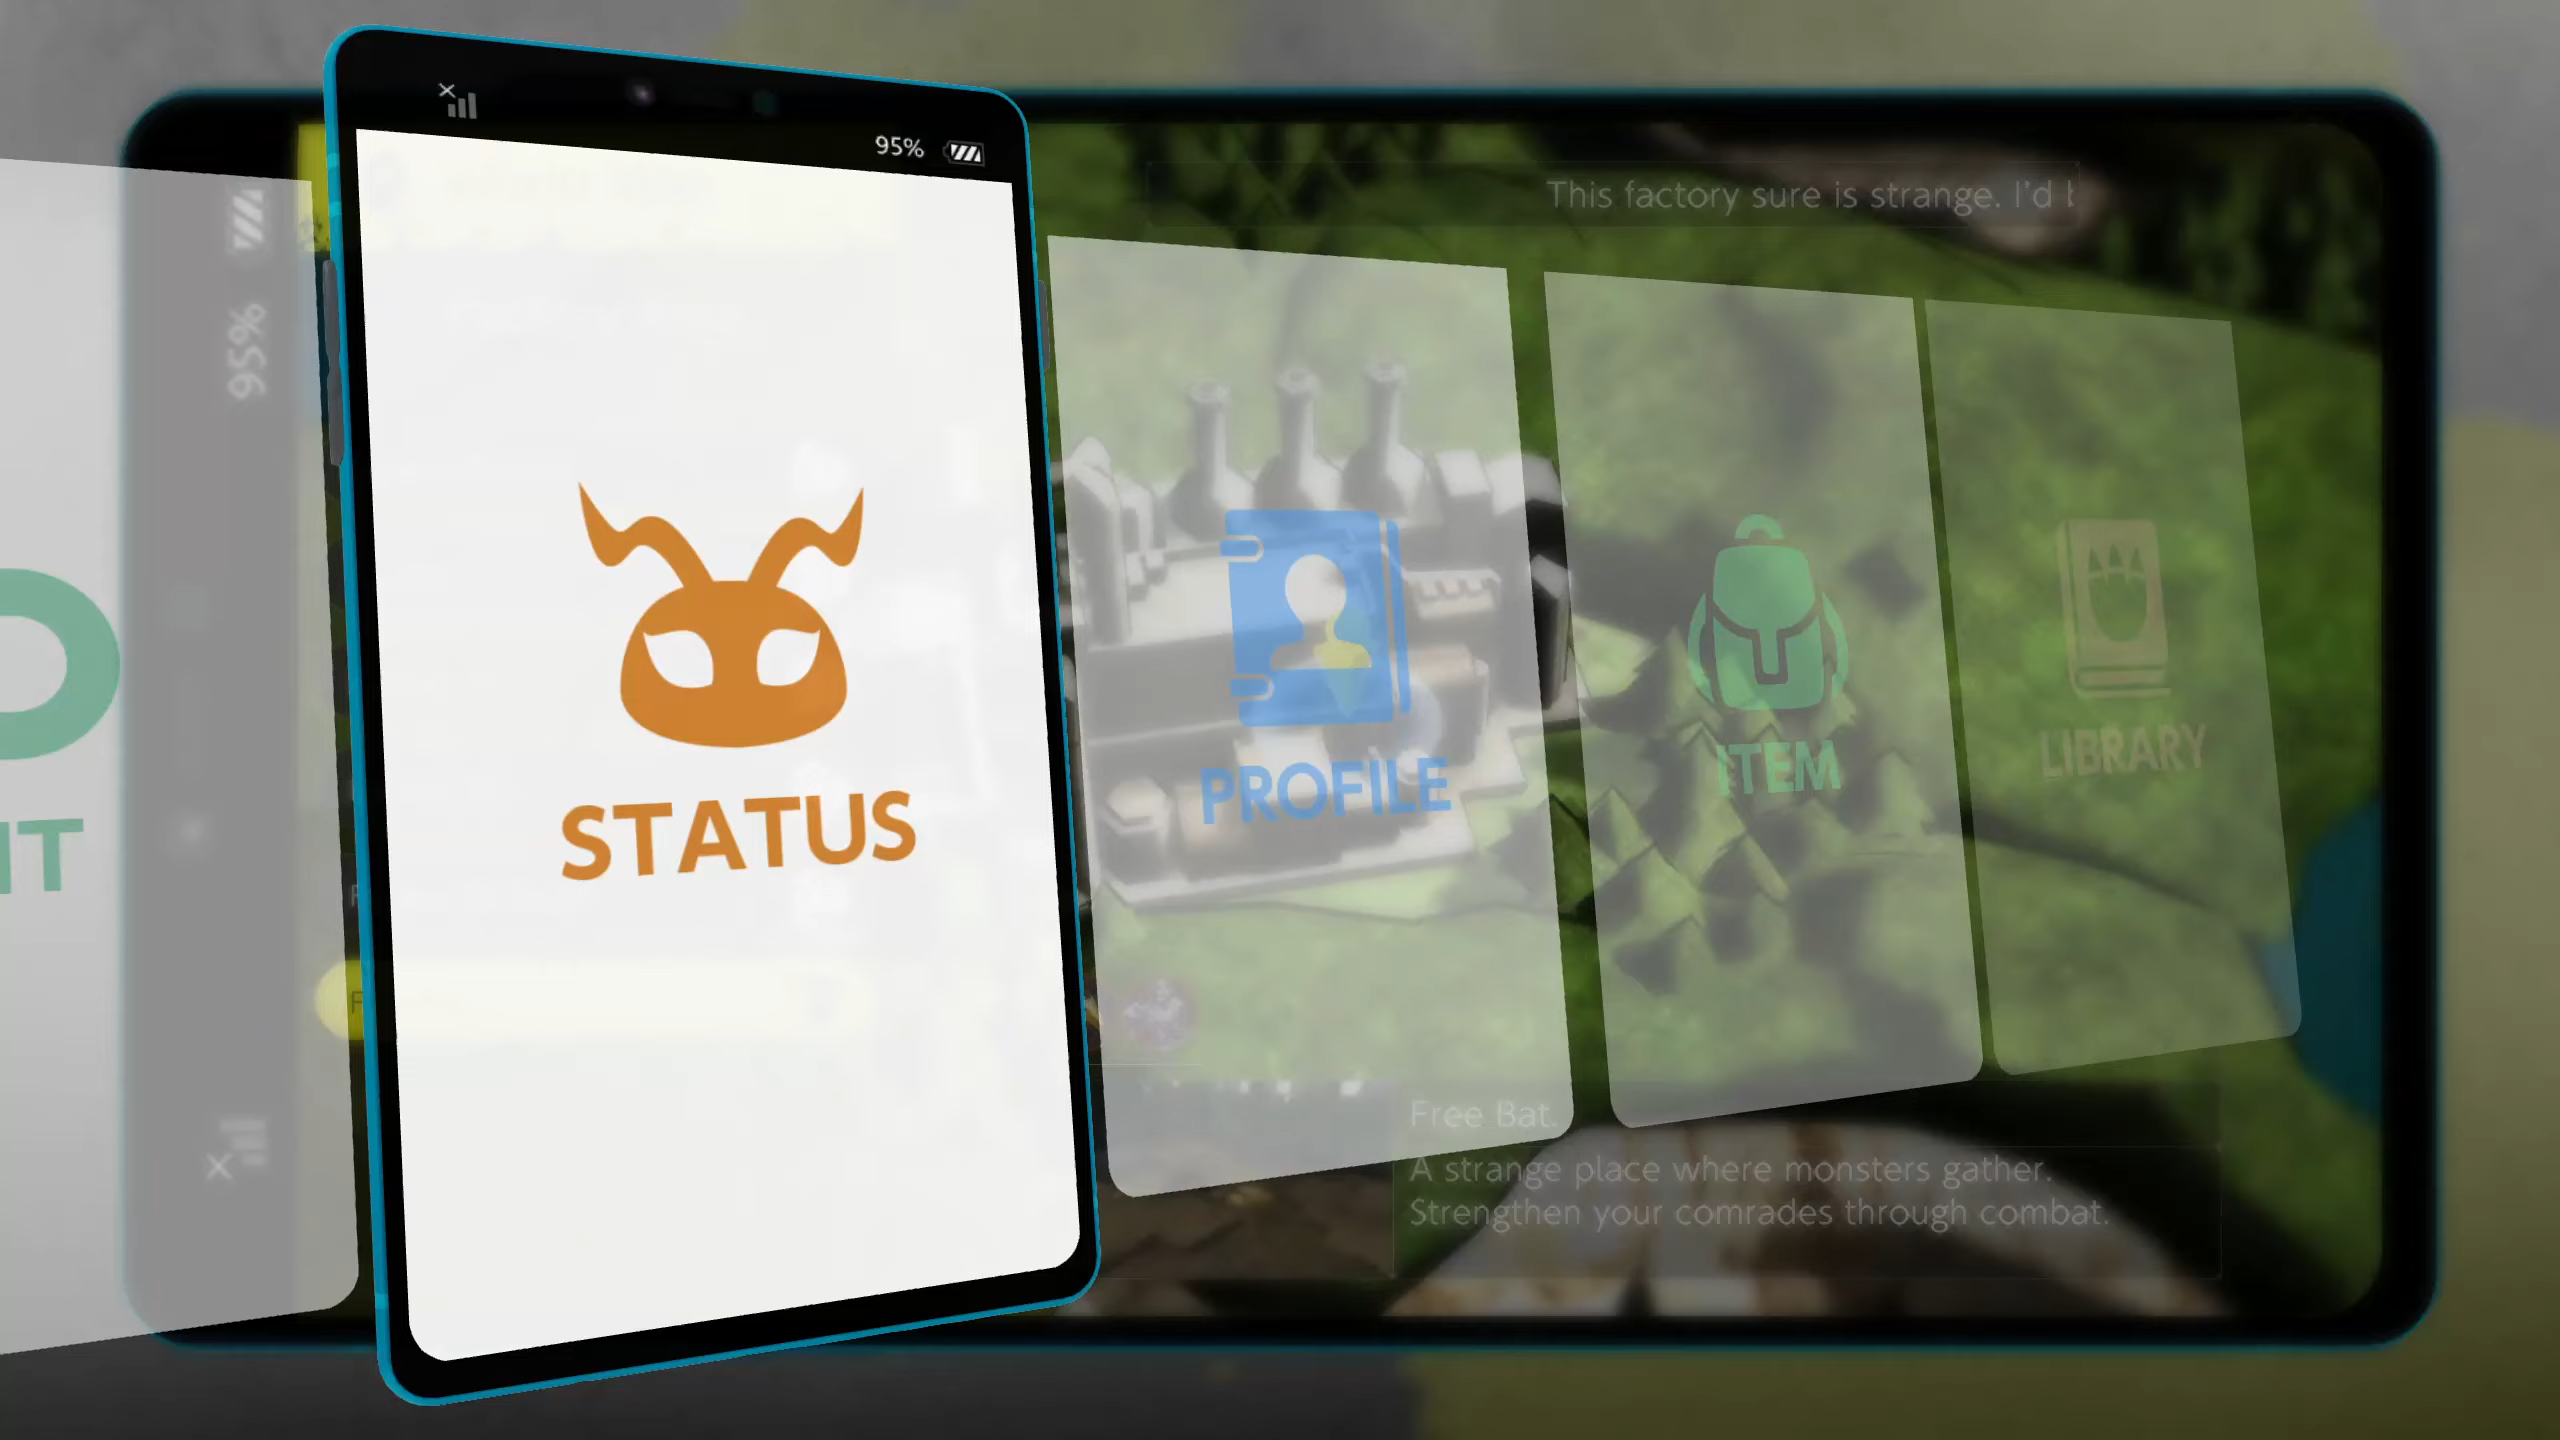 95%
This factory sure is strange. I'd
95%
STATUS
PROFILE
ITEM
LIBRARY
IT
Free Bat.
A strange place where monsters gather.
Strengthen your comrades through combat.